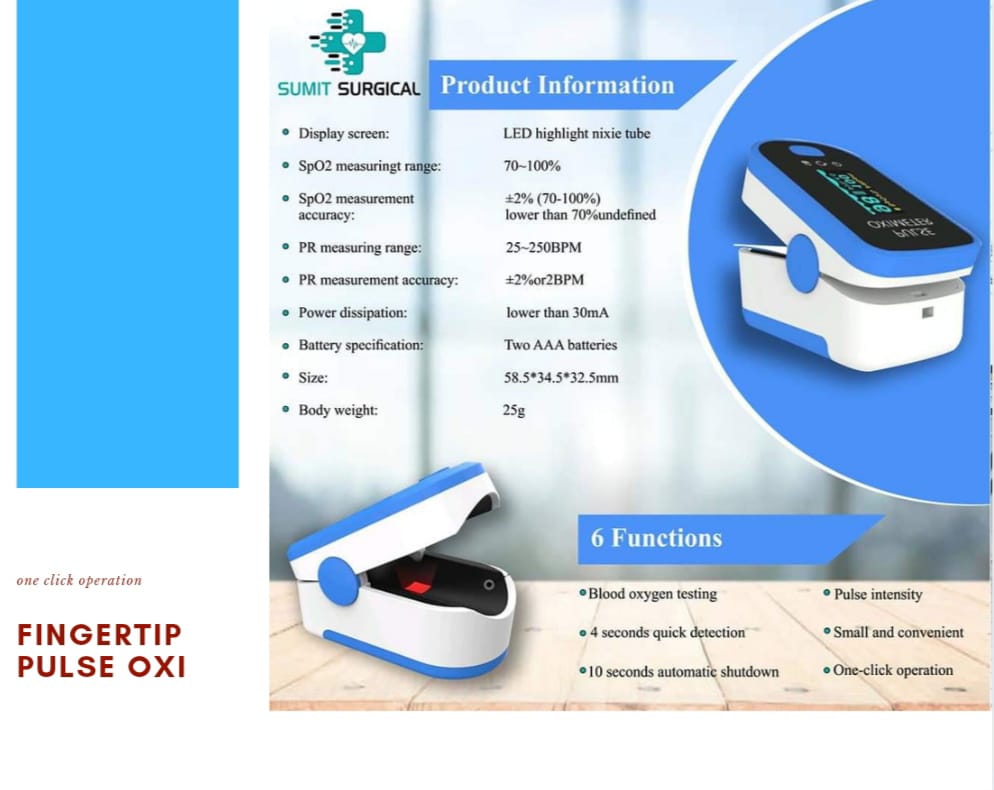 SUMIT SURGICAL
Product Information
Display screen: LED highlight nixie tube
SpO2 measuringt range: 70~100%
SpO2 measurement accuracy: ±2% (70-100%)
lower than 70%undefined
PR measuring range: 25~250BPM
PR measurement accuracy: ±2%or2BPM
Power dissipation: lower than 30mA
Battery specification: Two AAA batteries
Size: 58.5*34.5*32.5mm
Body weight: 25g
PULSE
OXIMETER
one click operation
FINGERTIP
PULSE OXI
6 Functions
Blood oxygen testing
Pulse intensity
4 seconds quick detection
Small and convenient
10 seconds automatic shutdown
One-click operation